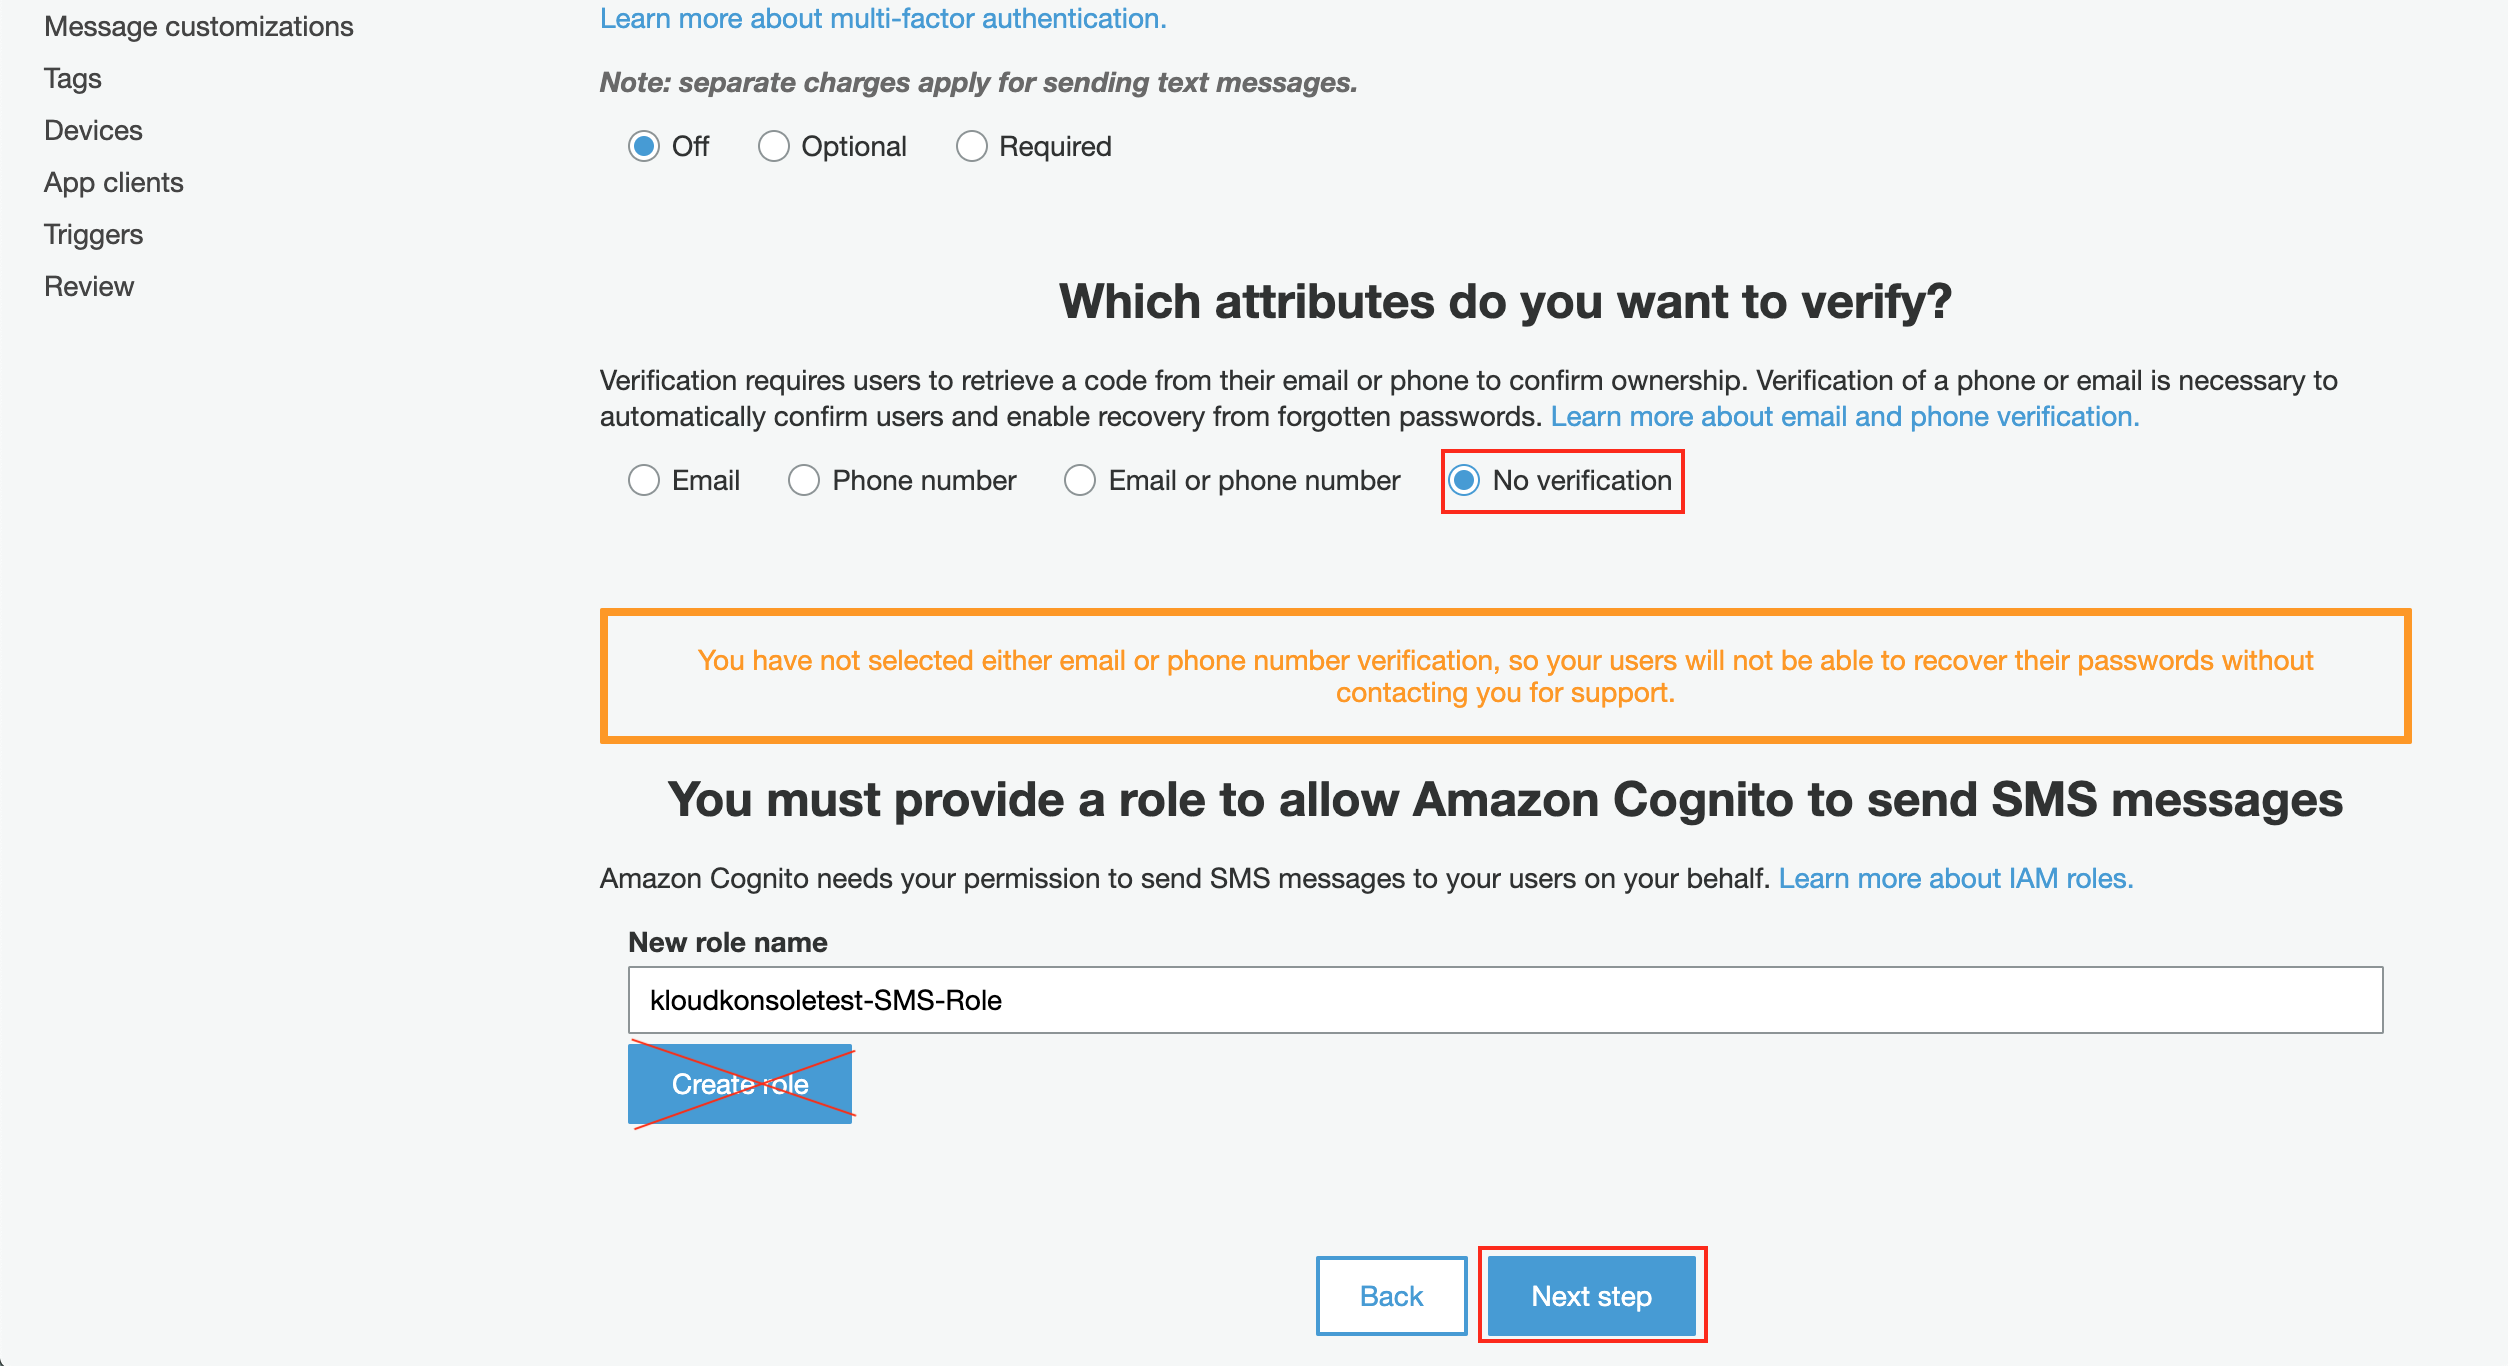 Message customizations
Tags
Devices
App clients
Triggers
Review
Learn more about multi-factor authentication.
Note: separate charges apply for sending text messages.
Off Optional Required
Which attributes do you want to verify?
Verification requires users to retrieve a code from their email or phone to confirm ownership. Verification of a phone or email is necessary to
automatically confirm users and enable recovery from forgotten passwords. Learn more about email and phone verification.
Email Phone number Email or phone number No verification
You have not selected either email or phone number verification, so your users will not be able to recover their passwords without
contacting you for support.
You must provide a role to allow Amazon Cognito to send SMS messages
Amazon Cognito needs your permission to send SMS messages to your users on your behalf. Learn more about IAM roles.
New role name
kloudkonsoletest-SMS-Role
Create role
Back Next step